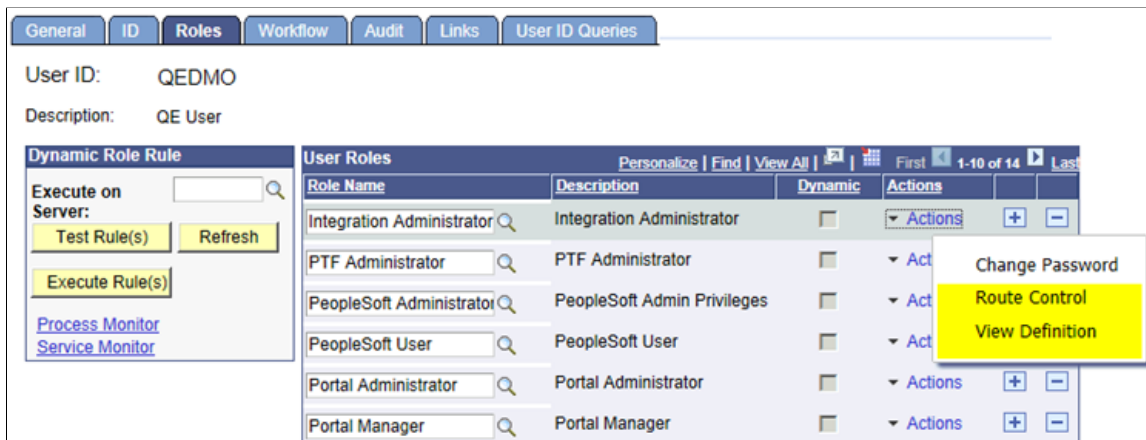 General ID Roles Workflow Audit Links User ID Queries
User ID: QEDMO
Description: QE User
Dynamic Role Rule
Execute on
Server:
Test Rule(s) Refresh
Execute Rule(s)
Process Monitor
Service Monitor
User Roles Personalize | Find | View All | | First 1-10 of 14 Last
Role Name Description Dynamic Actions
Integration Administrator Integration Administrator Actions
PTF Administrator PTF Administrator Act
PeopleSoft Administrator PeopleSoft Admin Privileges Act
PeopleSoft User PeopleSoft User Act
Portal Administrator Portal Administrator Actions
Portal Manager Portal Manager Actions
Change Password
Route Control
View Definition